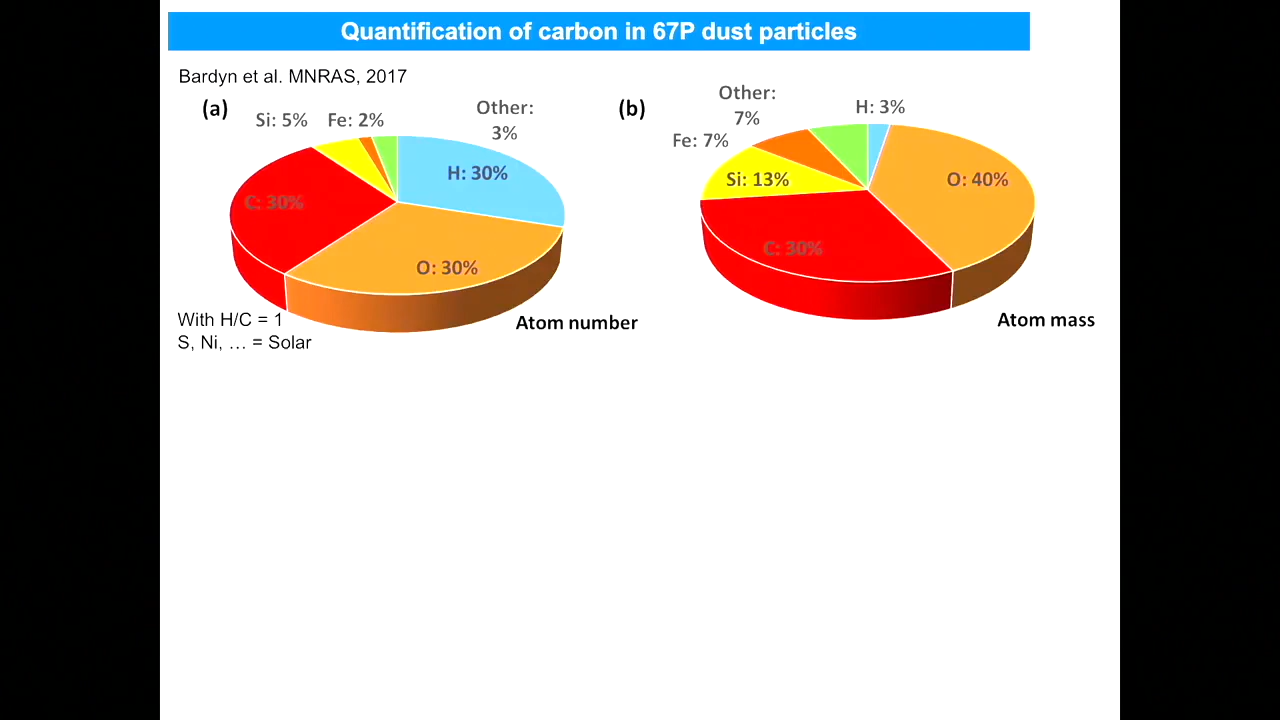 Quantification of carbon in 67P dust particles
Bardyn et al. MNRAS, 2017
(a)
Si: 5%
Fe: 2%
Other:
3%
H: 30%
C: 30%
O: 30%
With H/C = 1
S, Ni, … = Solar
Atom number
(b)
Other:
7%
H: 3%
Fe: 7%
Si: 13%
O: 40%
C: 30%
Atom mass